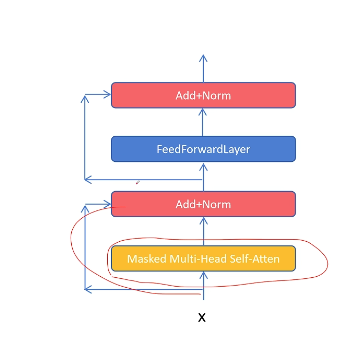 Add+Norm
FeedForwardLayer
Add+Norm
Masked Multi-Head Self-Atten
X